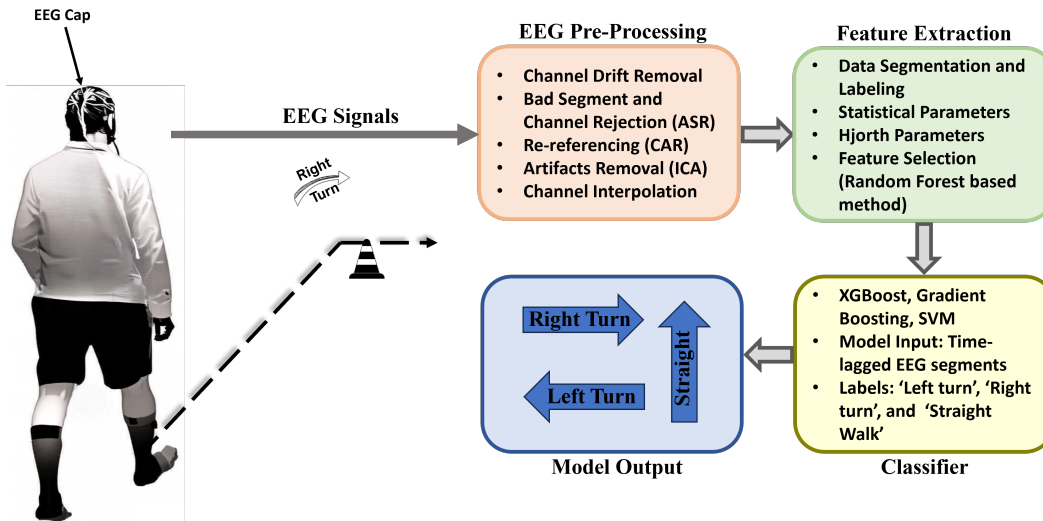 EEG Cap
EEG Signals
Right
Turn
EEG Pre-Processing
• Channel Drift Removal
• Bad Segment and
Channel Rejection (ASR)
• Re-referencing (CAR)
• Artifacts Removal (ICA)
• Channel Interpolation
Feature Extraction
• Data Segmentation and
Labeling
• Statistical Parameters
• Hjorth Parameters
• Feature Selection
(Random Forest based
method)
• XGBoost, Gradient
Boosting, SVM
• Model Input: Time-
lagged EEG segments
• Labels: ‘Left turn’, ‘Right
turn’, and ‘Straight
Walk’
Classifier
Right Turn
Left Turn
Straight
Model Output